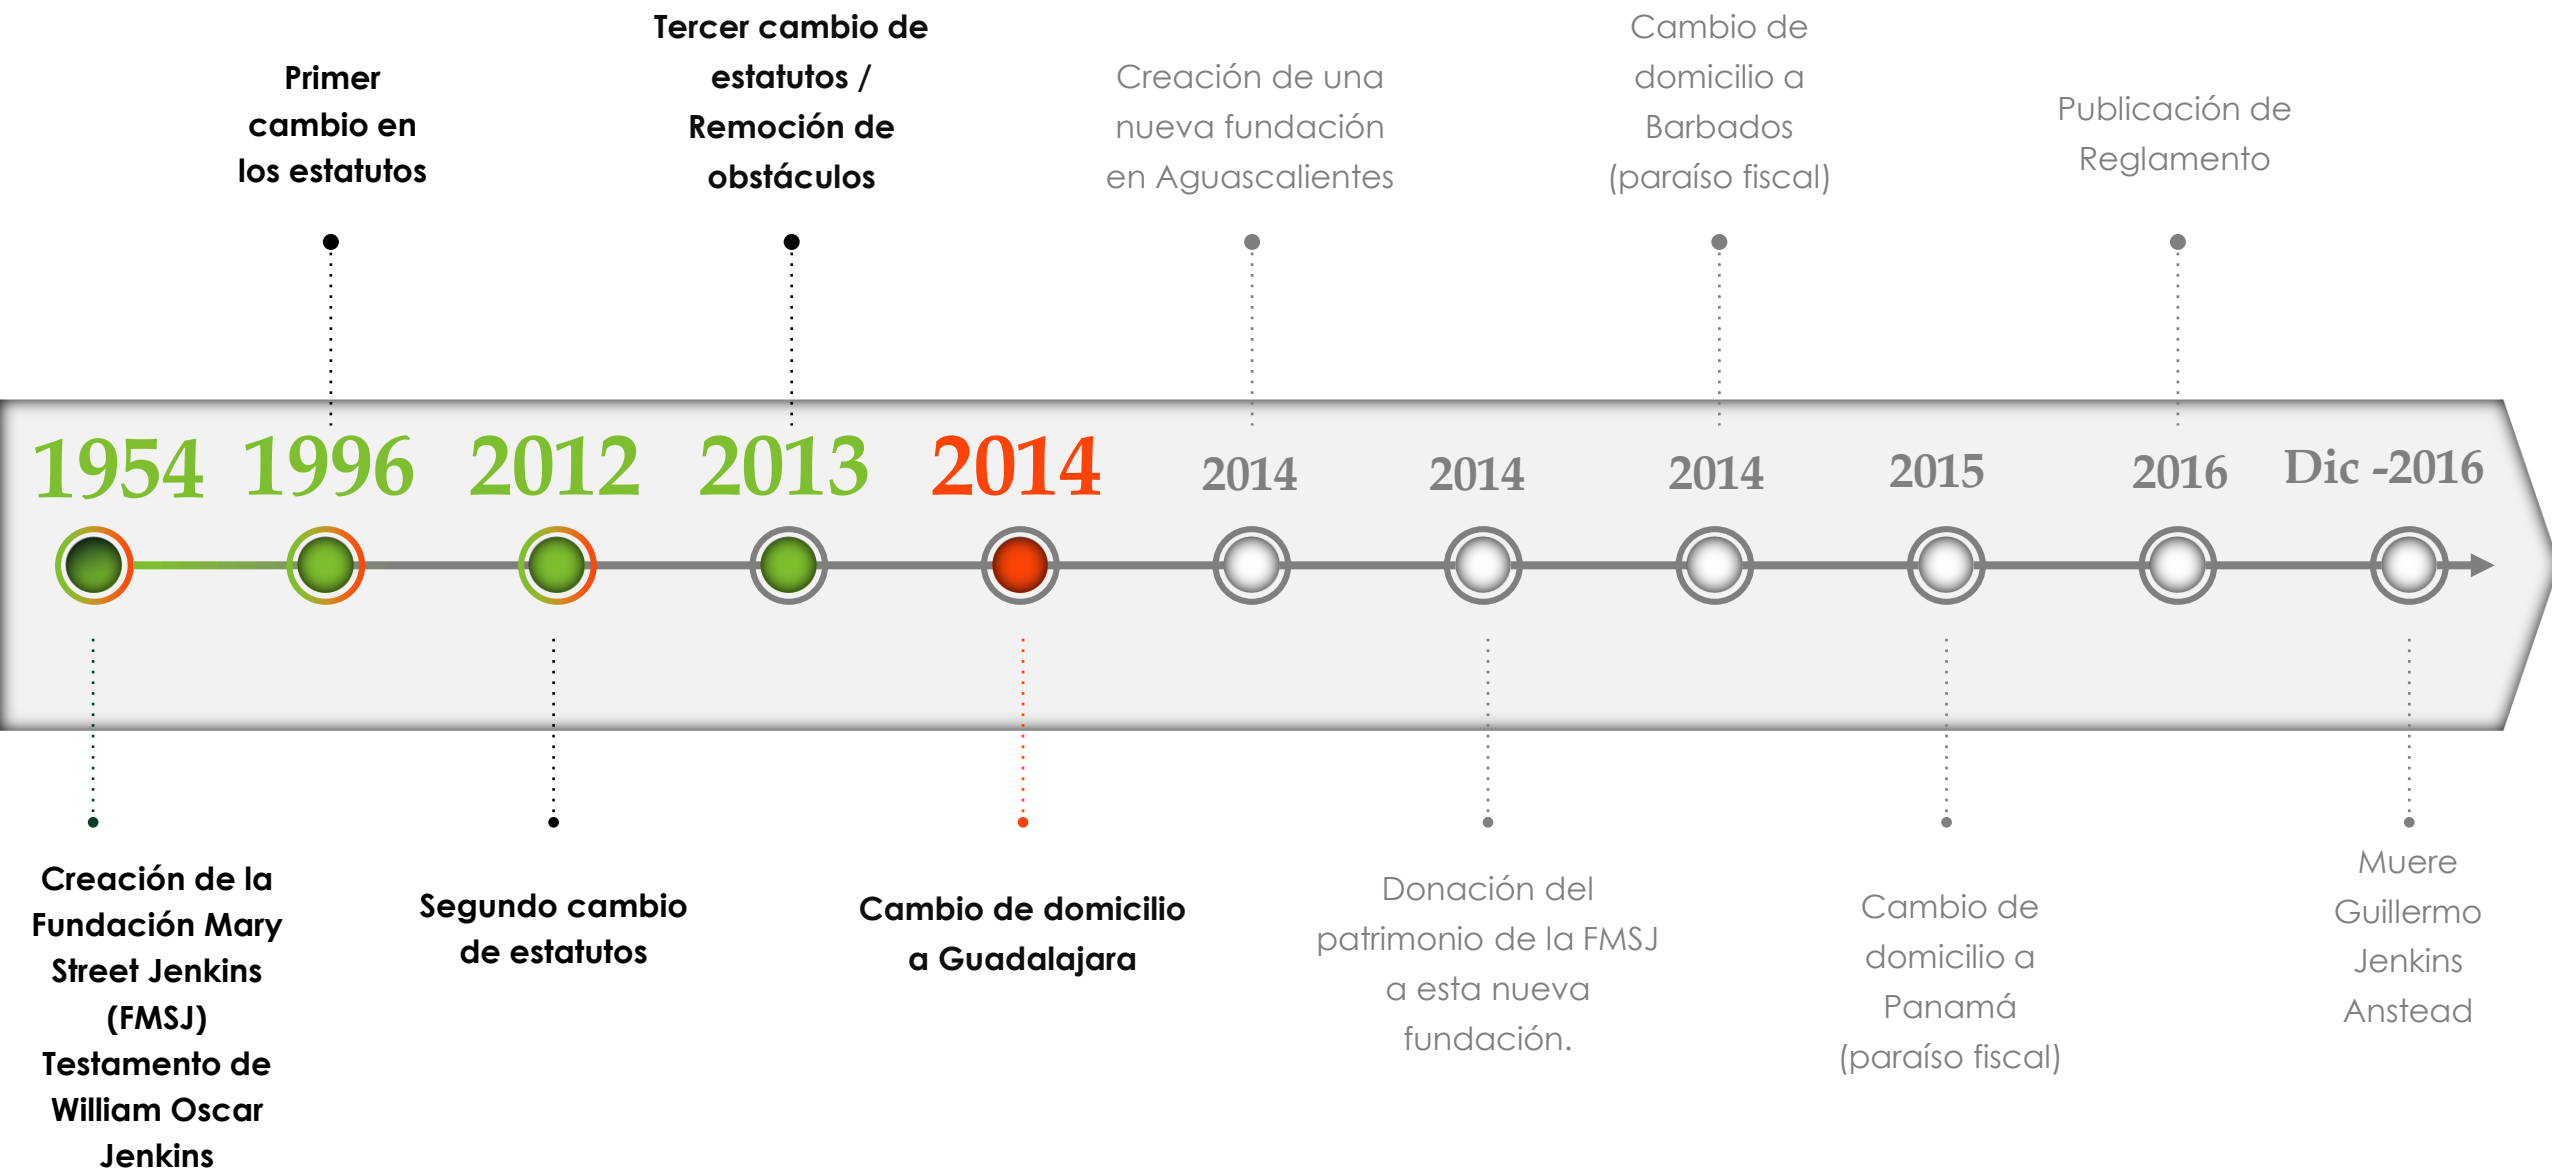 Primer
cambio en
los estatutos
Tercer cambio de
estatutos /
Remoción de
obstáculos
Creación de una
nueva fundación
en Aguascalientes
Cambio de
domicilio a
Barbados
(paraíso fiscal)
Publicación de
Reglamento
1954
1996
2012
2013
2014
2014
2014
2014
2015
2016
Dic -2016
Creación de la
Fundación Mary
Street Jenkins
(FMSJ)
Testamento de
William Oscar
Jenkins
Segundo cambio
de estatutos
Cambio de domicilio
a Guadalajara
Donación del
patrimonio de la FMSJ
a esta nueva
fundación.
Cambio de
domicilio a
Panamá
(paraíso fiscal)
Muere
Guillermo
Jenkins
Anstead